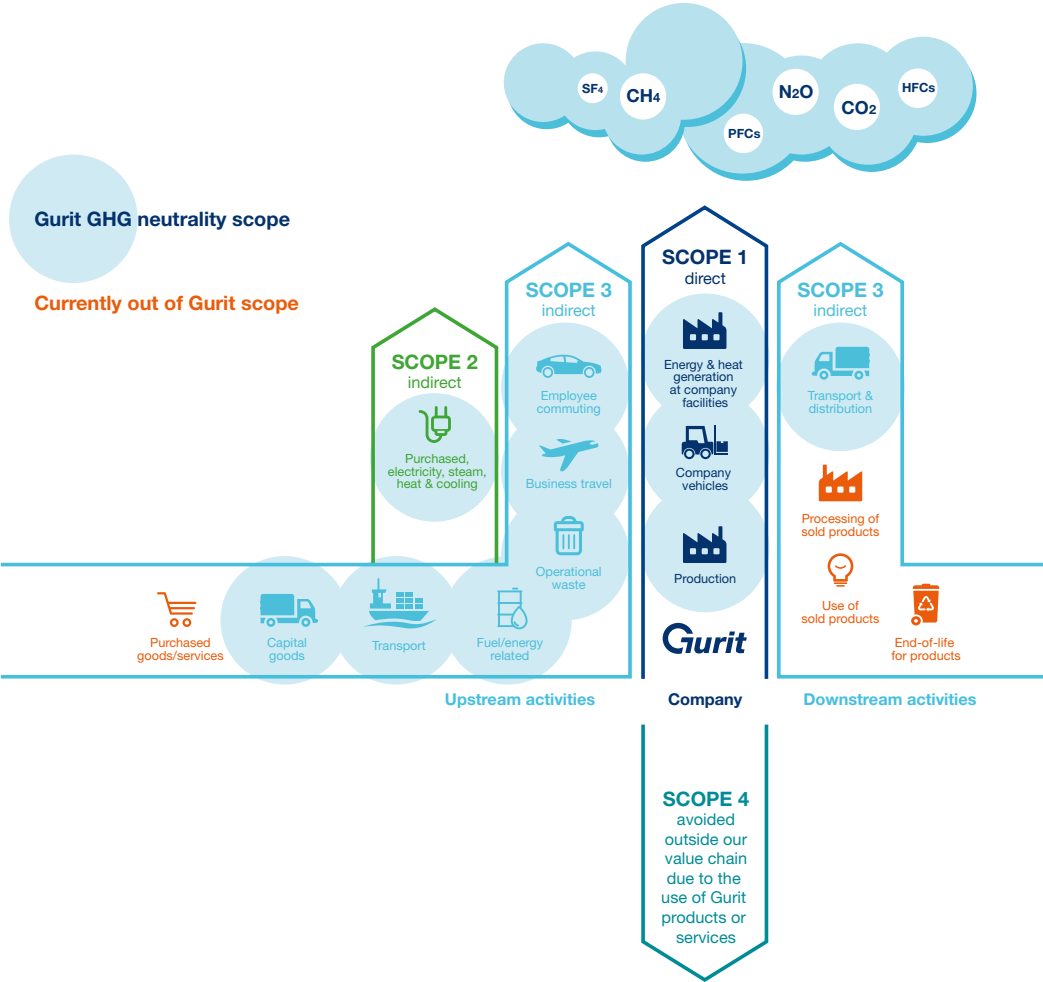 SF4
CH4
N2O
CO2
HFCs
PFCs
Gurit GHG neutrality scope
Currently out of Gurit scope
SCOPE 2
indirect
Purchased,
electricity, steam,
heat & cooling
SCOPE 3
indirect
Employee
commuting
Business travel
Operational
waste
SCOPE 1
direct
Energy & heat
generation
at company
facilities
Company
vehicles
Production
Gurit
SCOPE 3
indirect
Transport &
distribution
Processing of
sold products
Use of
sold products
End-of-life
for products
Purchased
goods/services
Capital
goods
Transport
Fuel/energy
related
Upstream activities
Company
Downstream activities
SCOPE 4
avoided
outside our
value chain
due to the
use of Gurit
products or
services